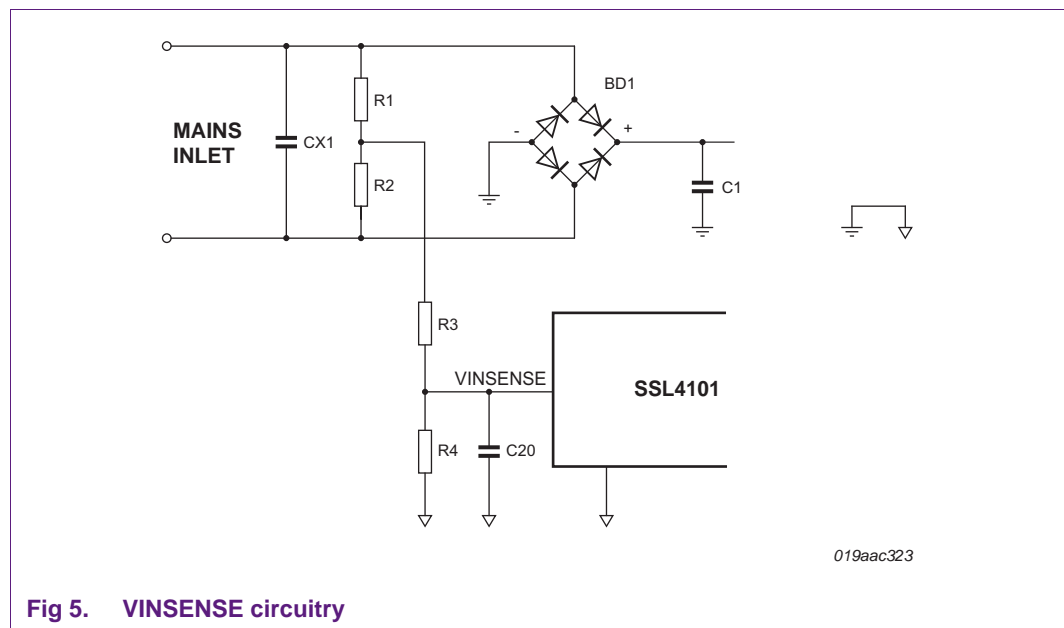 BD1
R1
MAINS
INLET
CX1
- +
R2
C1
R3
VINSENSE
SSL4101
R4
C20
019aac323
Fig 5. VINSENSE circuitry